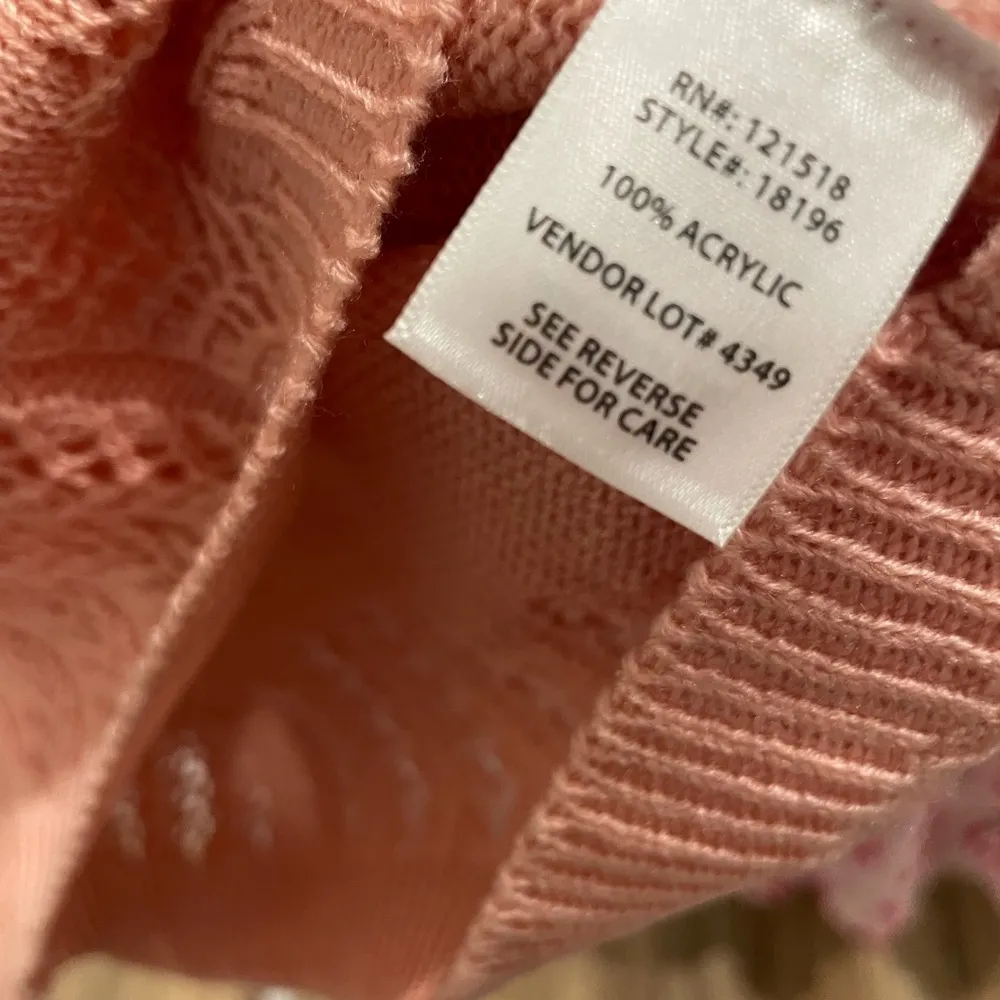 RN#: 121518
STYLE#: 18196
100% ACRYLIC
VENDOR LOT# 4349
SEE REVERSE
SIDE FOR CARE